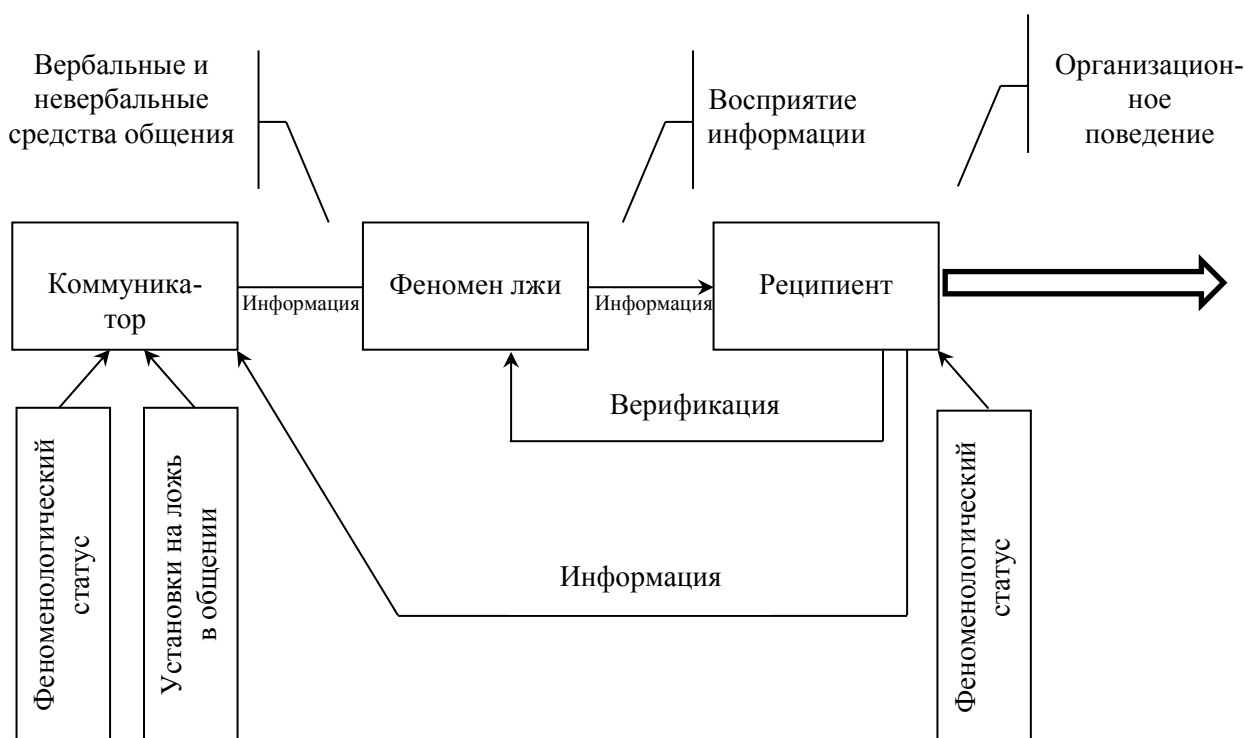 Вербальные и
невербальные
средства общения
Восприятие
информации
Организацион-
ное
поведение
Коммуника-
тор
Информация
Феномен лжи
Информация
Реципиент
Верификация
Информация
Феноменологический
статус
Установки на ложь
в общении
Феноменологический
статус